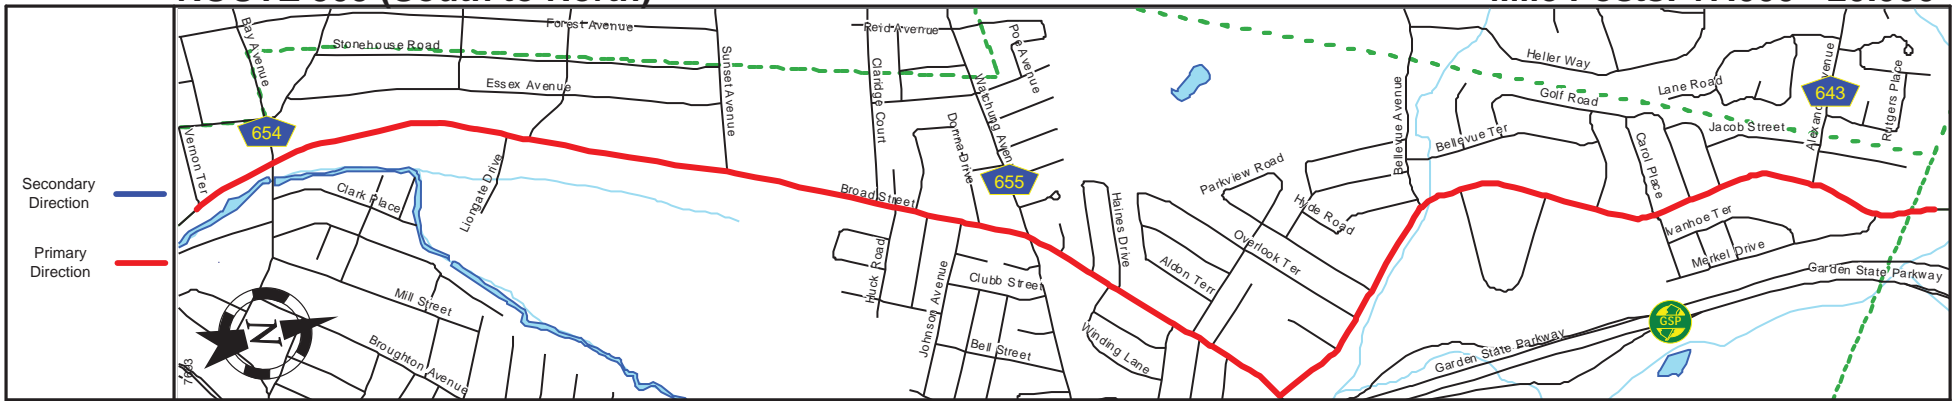 Secondary
Direction
Primary
Direction
Bay Avenue
Forest Avenue
Stonehouse Road
Essex Avenue
Sunset Avenue
Vernon Ter
654
Clark Place
Liongate Drive
Mill Street
Broughton Avenue
N
Reid Avenue
Claridge Court
Poe Avenue
Donna Drive
655
Broad Street
Huck Road
Johnson Avenue
Clubb Street
Bell Street
Haines Drive
Winding Lane
Aldon Terr
Overlook Ter
Parkview Road
Hyde Road
Bellevue Avenue
Bellevue Ter
Heller Way
Golf Road
Lane Road
643
Rutgers Place
Jacob Street
Carol Place
Ivanhoe Ter
Merkel Drive
Garden State Parkway
GSP
Garden State Parkway